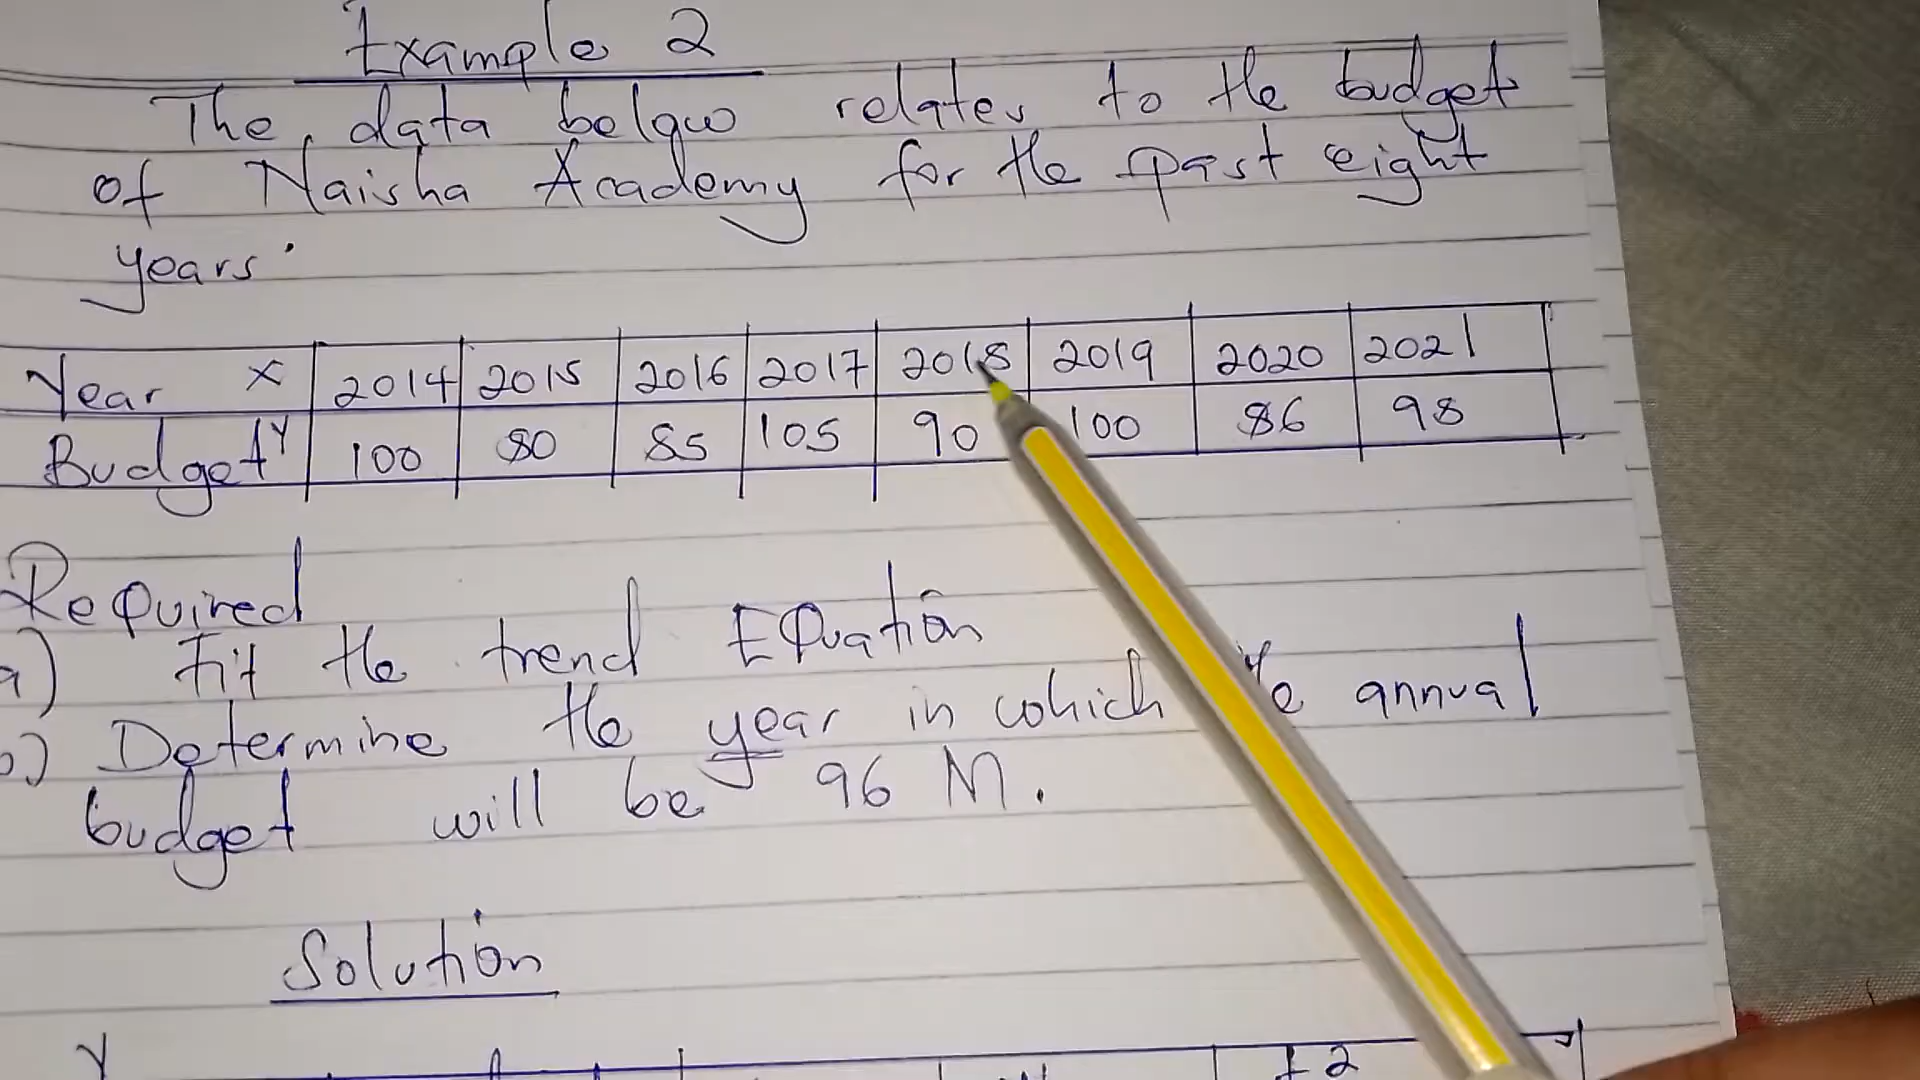 Example 2
The data below relates to the budget
of Naisha Academy for the past eight
years.
Year X 2014 2015 2016 2017 2018 2019 2020 2021
Budget Y 100 80 85 105 90 100 86 98
Required
a) Fit the trend Equation
b) Determine the year in which annual
budget will be 96 M.
Solution
Y t2